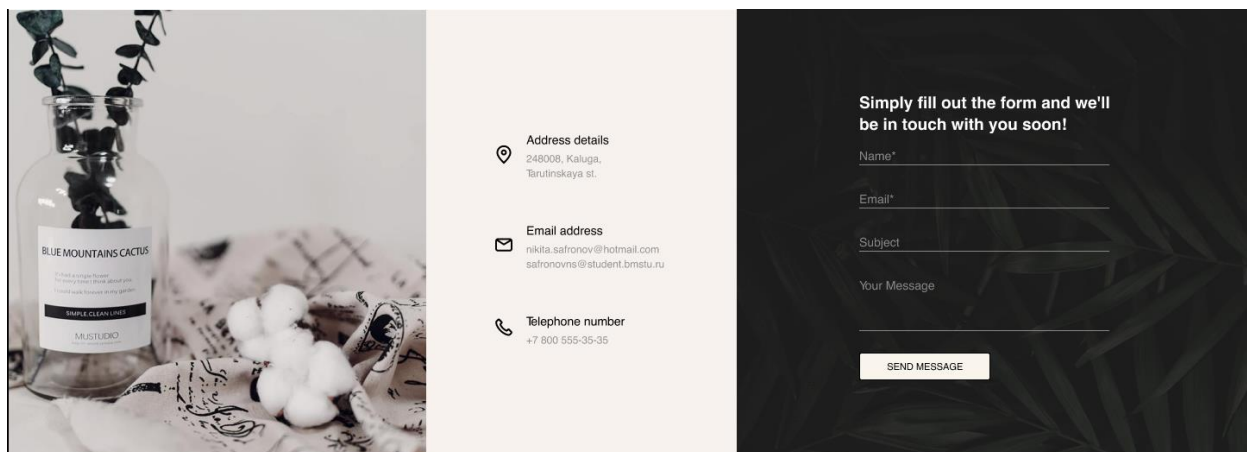 BLUE MOUNTAINS CACTUS
SIMPLE.CLEAN LINES
MUSTUDIO
Address details
248008, Kaluga,
Tarutinskaya st.
Email address
nikita.safronov@hotmail.com
safronovns@student.bmstu.ru
Telephone number
+7 800 555-35-35
Simply fill out the form and we'll
be in touch with you soon!
Name*
Email*
Subject
Your Message
SEND MESSAGE